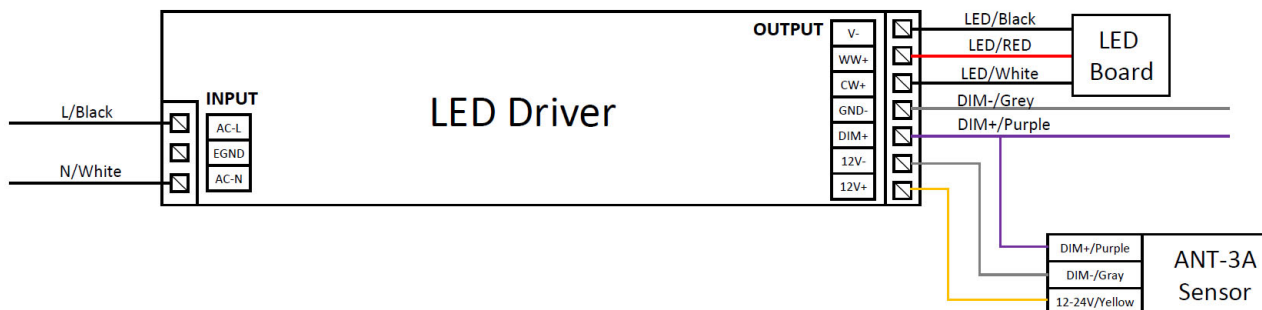 L/Black
N/White
INPUT
AC-L
EGND
AC-N
LED Driver
OUTPUT
V-
WW+
CW+
GND-
DIM+
12V-
12V+
LED/Black
LED/RED
LED/White
DIM-/Grey
DIM+/Purple
LED
Board
DIM+/Purple
DIM-/Gray
12-24V/Yellow
ANT-3A
Sensor